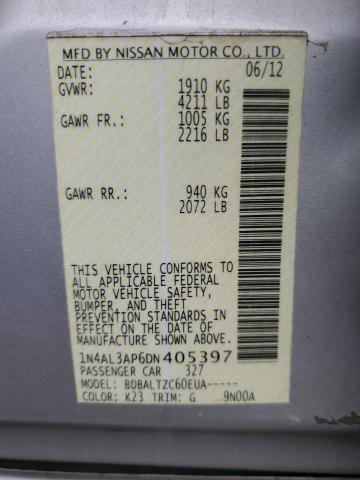 MFD BY NISSAN MOTOR CO., LTD.
DATE: 06/12
GVWR: 1910 KG
4211 LB
GAWR FR.: 1005 KG
2216 LB
GAWR RR.: 940 KG
2072 LB
THIS VEHICLE CONFORMS TO
ALL APPLICABLE FEDERAL
MOTOR VEHICLE SAFETY,
BUMPER, AND THEFT
PREVENTION STANDARDS IN
EFFECT ON THE DATE OF
MANUFACTURE SHOWN ABOVE.
1N4AL3AP6DN405397
PASSENGER CAR 327
MODEL: BDBALTZC60EUA-----
COLOR: K23 TRIM: G 9N00A